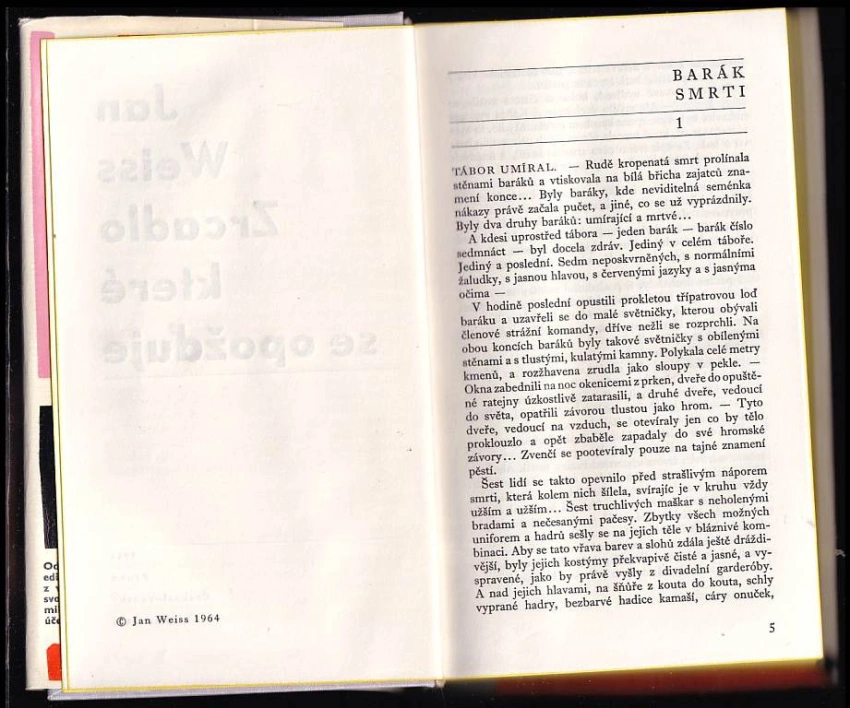 Jan
Weiss
Zrcadlo
které
se opožďuje
© Jan Weiss 1964
BARÁK
SMRTI
1
TÁBOR UMÍRAL. — Rudě kropenatá smrt prolínala
stěnami baráků a vtiskovala na bílá břicha zajatců zna-
mení konce... Byly baráky, kde neviditelná seménka
nákazy právě začala pučet, a jiné, co se už vyprázdnily.
Byly dva druhy baráků: umírající a mrtvé...
A kdesi uprostřed tábora — jeden barák — barák číslo
sedmnáct — byl docela zdráv. Jediný v celém táboře.
Jediný a poslední. Sedm neposkvrněných, s normálními
žaludky, s jasnou hlavou, s červenými jazyky a s jasnýma
očima —
V hodině poslední opustili prokletou třípatrovou loď
baráku a uzavřeli se do malé světničky, kterou obývali
členové strážní komandy, dříve nežli se rozprchli. Na
obou koncích baráků byly takové světničky s obílenými
stěnami a s tlustými, kulatými kamny. Polykala celé metry
kmenů, a rozžhavena zrudla jako sloupy v pekle. —
Okna zabednili na noc okenicemi z prken, dveře do opuště-
né ratejny úzkostlivě zatarasili, a druhé dveře, vedoucí
do světa, opatřili závorou tlustou jako hrom. — Tyto
dveře, vedoucí na vzduch, se otevíraly jen co by tělo
proklouzlo a opět zbaběle zapadaly do své hromské
závory... Zvenčí se pootevíraly pouze na tajné znamení
pěstí.
Šest lidí se takto opevnilo před strašlivým náporem
smrti, která kolem nich šílela, svírajíc je v kruhu vždy
užším a užším... Šest truchlivých maškar s neholenými
bradami a nečesanými pačesy. Zbytky všech možných
uniforem a hadrů sešly se na jejich těle v bláznivé kom-
binaci. Aby se tato vřava barev a slohů zdála ještě dráždi-
vější, byly jejich kostýmy překvapivě čisté a jasné, a vy-
spravené, jako by právě vyšly z divadelní garderóby.
A nad jejich hlavami, na šňůře z kouta do kouta, schly
vyprané hadry, bezbarvé hadice kamaší, cáry onuček,
5